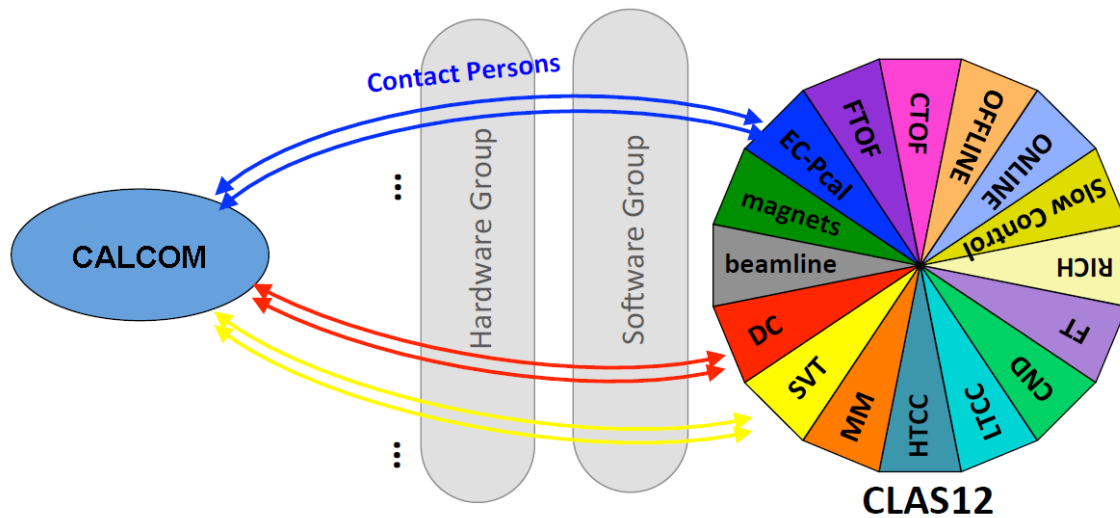 Contact Persons
...
Hardware Group
Software Group
CALCOM
...
CTOF
OFFLINE
ONLINE
Slow Control
RICH
FT
CND
LTCC
HTCC
MM
SVT
DC
beamline
magnets
EC-Pcal
FTOF
CLAS12